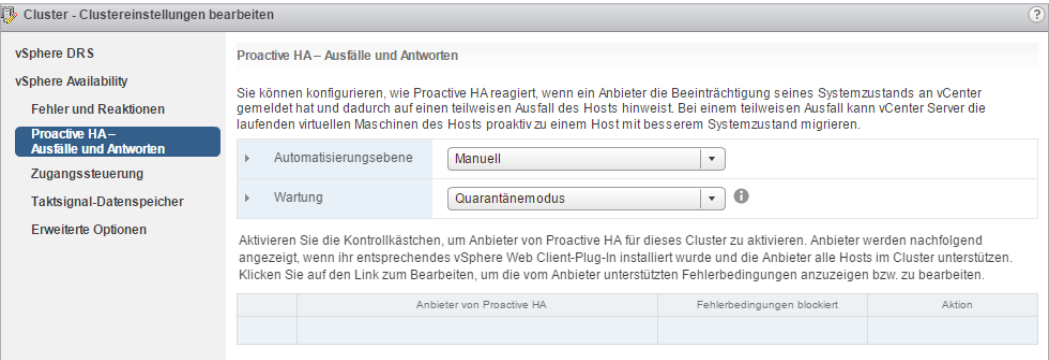 Cluster - Clustereinstellungen bearbeiten
?
vSphere DRS
vSphere Availability
Fehler und Reaktionen
Proactive HA –
Ausfälle und Antworten
Zugangssteuerung
Taktsignal-Datenspeicher
Erweiterte Optionen
Proactive HA – Ausfälle und Antworten
Sie können konfigurieren, wie Proactive HA reagiert, wenn ein Anbieter die Beeinträchtigung seines Systemzustands an vCenter
gemeldet hat und dadurch auf einen teilweisen Ausfall des Hosts hinweist. Bei einem teilweisen Ausfall kann vCenter Server die
laufenden virtuellen Maschinen des Hosts proaktiv zu einem Host mit besserem Systemzustand migrieren.
Automatisierungsebene Manuell
Wartung Quarantänemodus
Aktivieren Sie die Kontrollkästchen, um Anbieter von Proactive HA für dieses Cluster zu aktivieren. Anbieter werden nachfolgend
angezeigt, wenn ihr entsprechendes vSphere Web Client-Plug-In installiert wurde und die Anbieter alle Hosts im Cluster unterstützen.
Klicken Sie auf den Link zum Bearbeiten, um die vom Anbieter unterstützten Fehlerbedingungen anzuzeigen bzw. zu bearbeiten.
Anbieter von Proactive HA Fehlerbedingungen blockiert Aktion